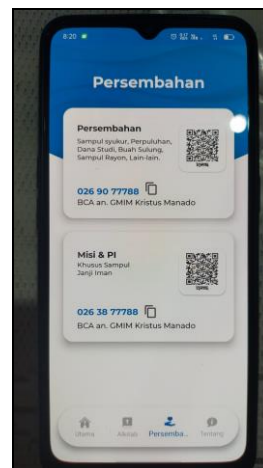 8:20
Persembahan
Persembahan
Sampul syukur, Perpuluhan,
Dana Studi, Buah Sulung,
Sampul Rayon, Lain-lain.
026 90 77788
BCA an. GMIM Kristus Manado
Misi & PI
Khusus Sampul
Janji Iman
026 38 77788
BCA an. GMIM Kristus Manado
Utama Alkitab Persemba.. Tentang